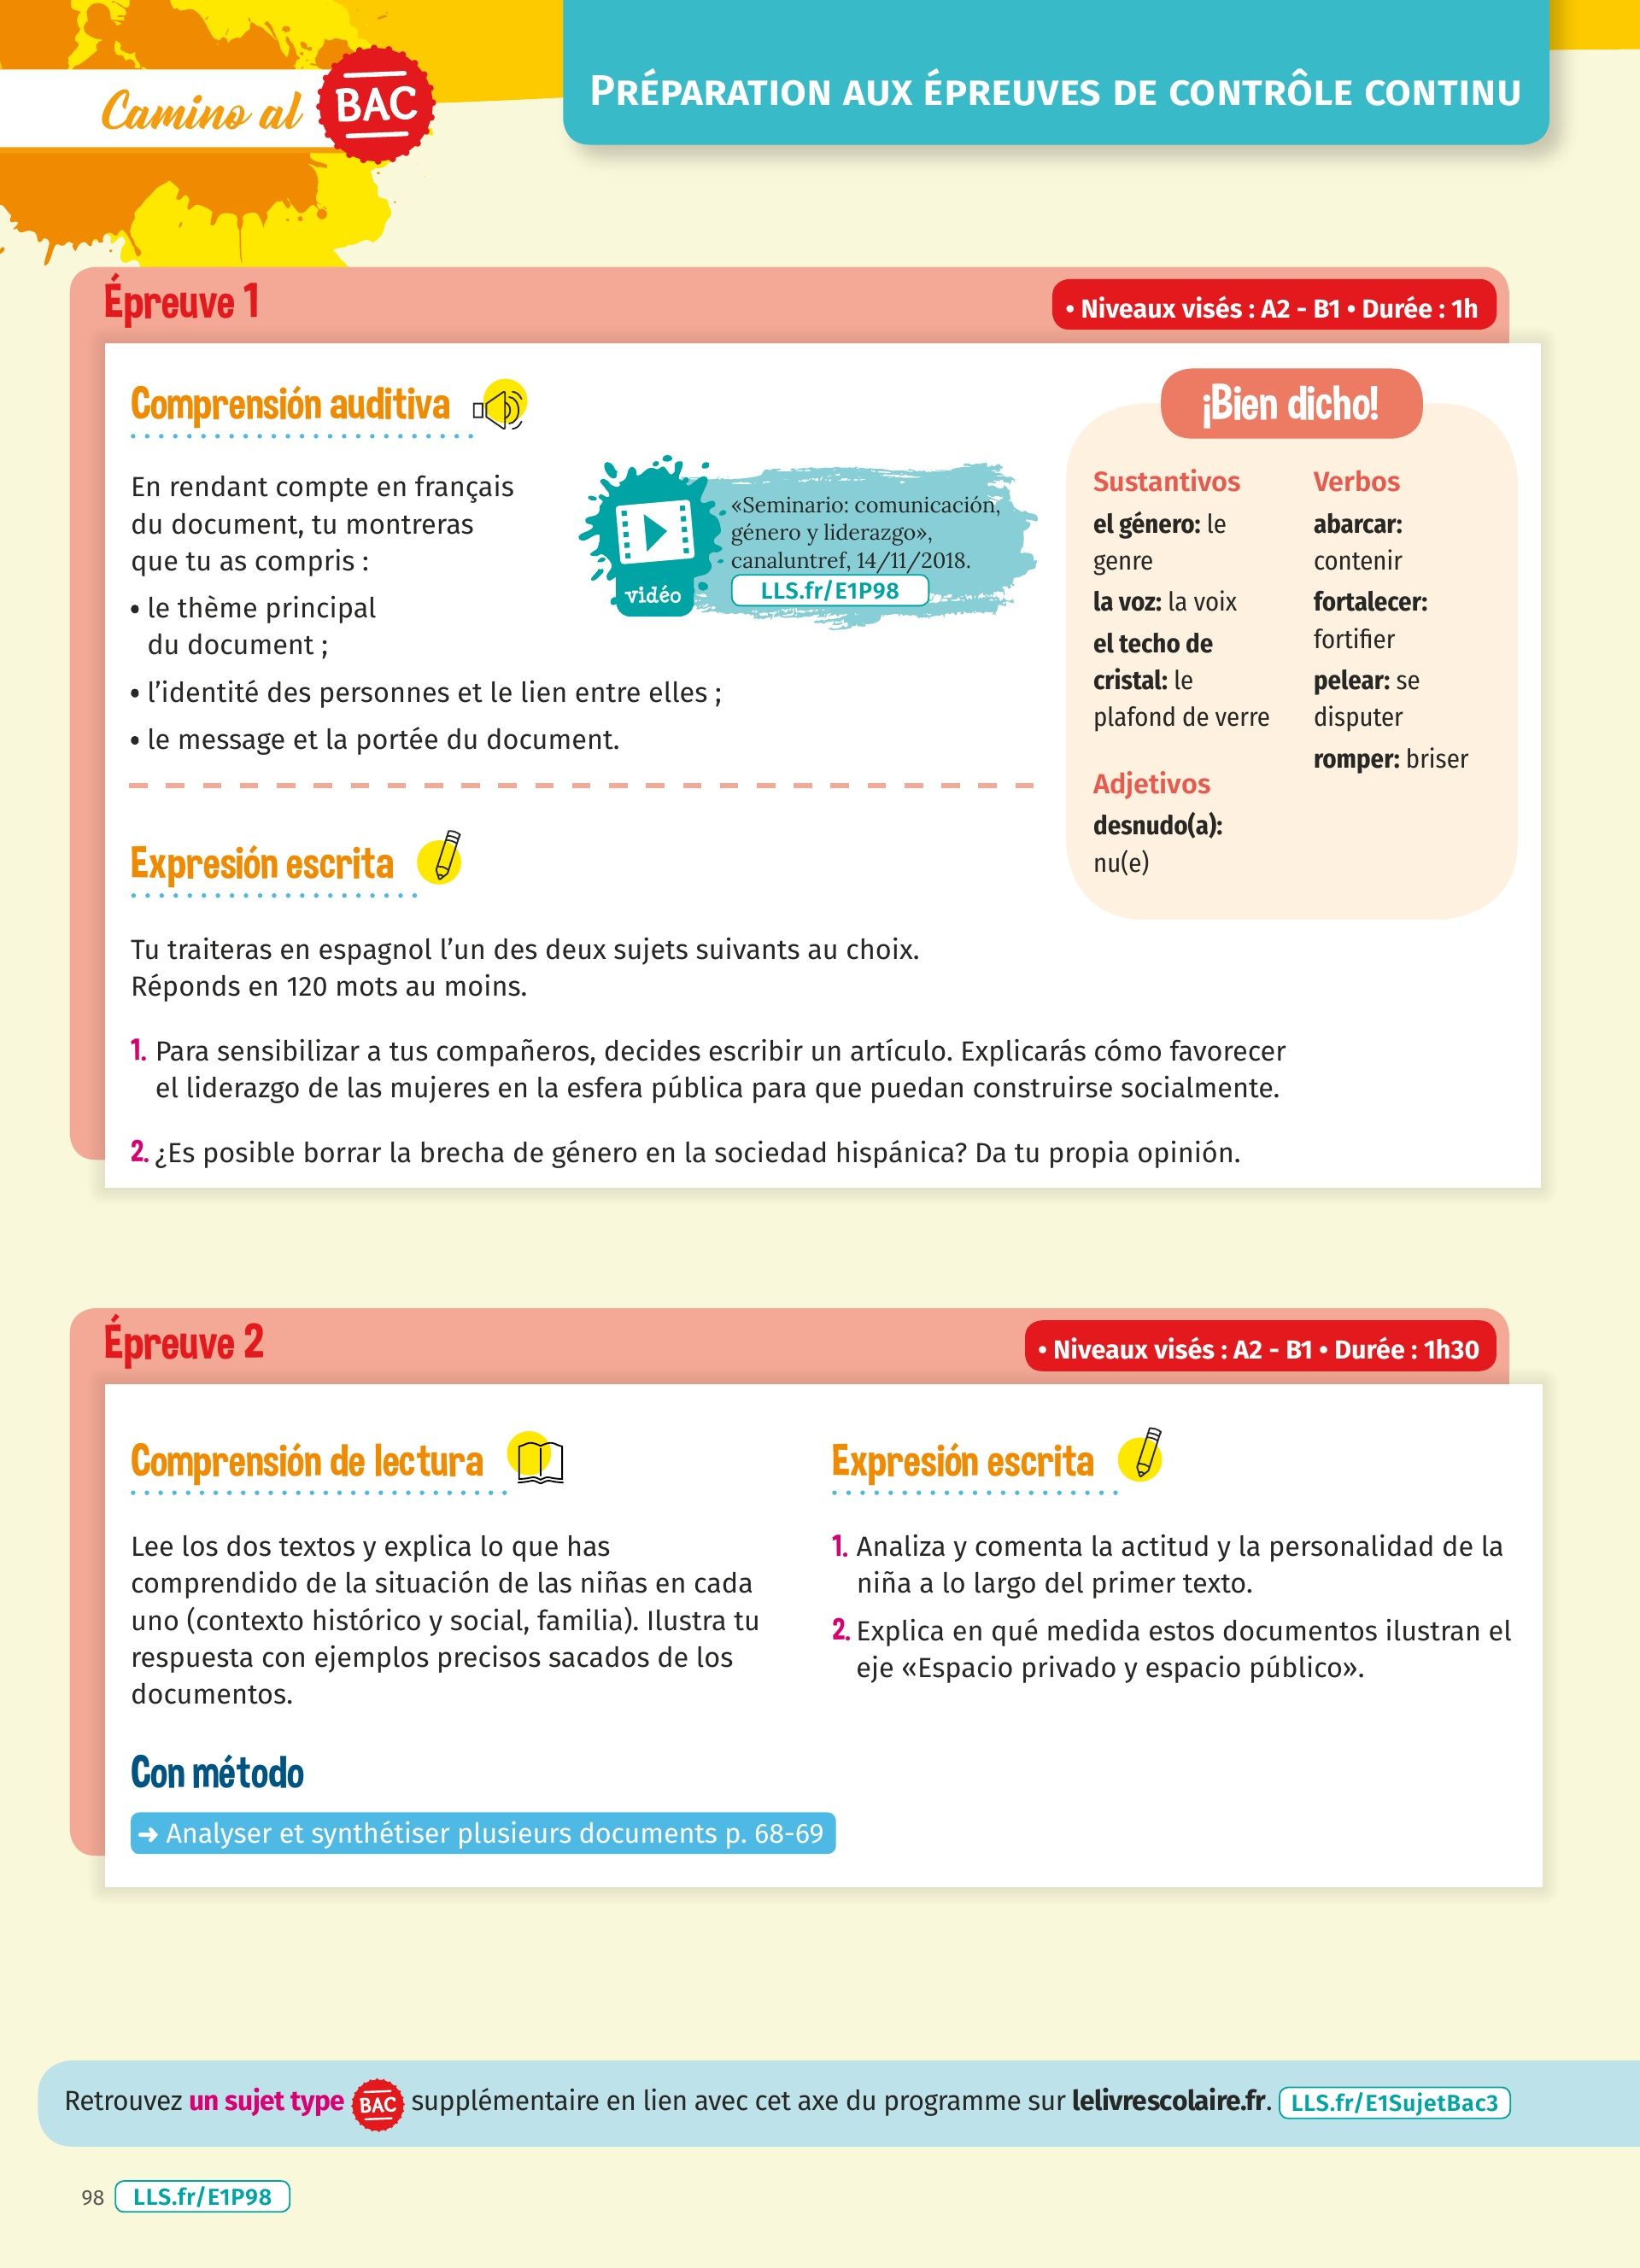 Camino al BAC
PRÉPARATION AUX ÉPREUVES DE CONTRÔLE CONTINU
Épreuve 1
• Niveaux visés : A2 - B1 • Durée : 1h
Comprensión auditiva
En rendant compte en français
du document, tu montreras
que tu as compris :
• le thème principal
du document ;
• l’identité des personnes et le lien entre elles ;
• le message et la portée du document.
vidéo
«Seminario: comunicación,
género y liderazgo»,
canaluntref, 14/11/2018.
LLS.fr/E1P98
¡Bien dicho!
Sustantivos
el género: le
genre
la voz: la voix
el techo de
cristal: le
plafond de verre
Adjetivos
desnudo(a):
nu(e)
Verbos
abarcar:
contenir
fortalecer:
fortifier
pelear: se
disputer
romper: briser
Expresión escrita
Tu traiteras en espagnol l’un des deux sujets suivants au choix.
Réponds en 120 mots au moins.
1. Para sensibilizar a tus compañeros, decides escribir un artículo. Explicarás cómo favorecer
el liderazgo de las mujeres en la esfera pública para que puedan construirse socialmente.
2. ¿Es posible borrar la brecha de género en la sociedad hispánica? Da tu propia opinión.
Épreuve 2
• Niveaux visés : A2 - B1 • Durée : 1h30
Comprensión de lectura
Lee los dos textos y explica lo que has
comprendido de la situación de las niñas en cada
uno (contexto histórico y social, familia). Ilustra tu
respuesta con ejemplos precisos sacados de los
documentos.
Con método
➜ Analyser et synthétiser plusieurs documents p. 68-69
Expresión escrita
1. Analiza y comenta la actitud y la personalidad de la
niña a lo largo del primer texto.
2. Explica en qué medida estos documentos ilustran el
eje «Espacio privado y espacio público».
Retrouvez un sujet type BAC supplémentaire en lien avec cet axe du programme sur lelivrescolaire.fr. LLS.fr/E1SujetBac3
98 LLS.fr/E1P98